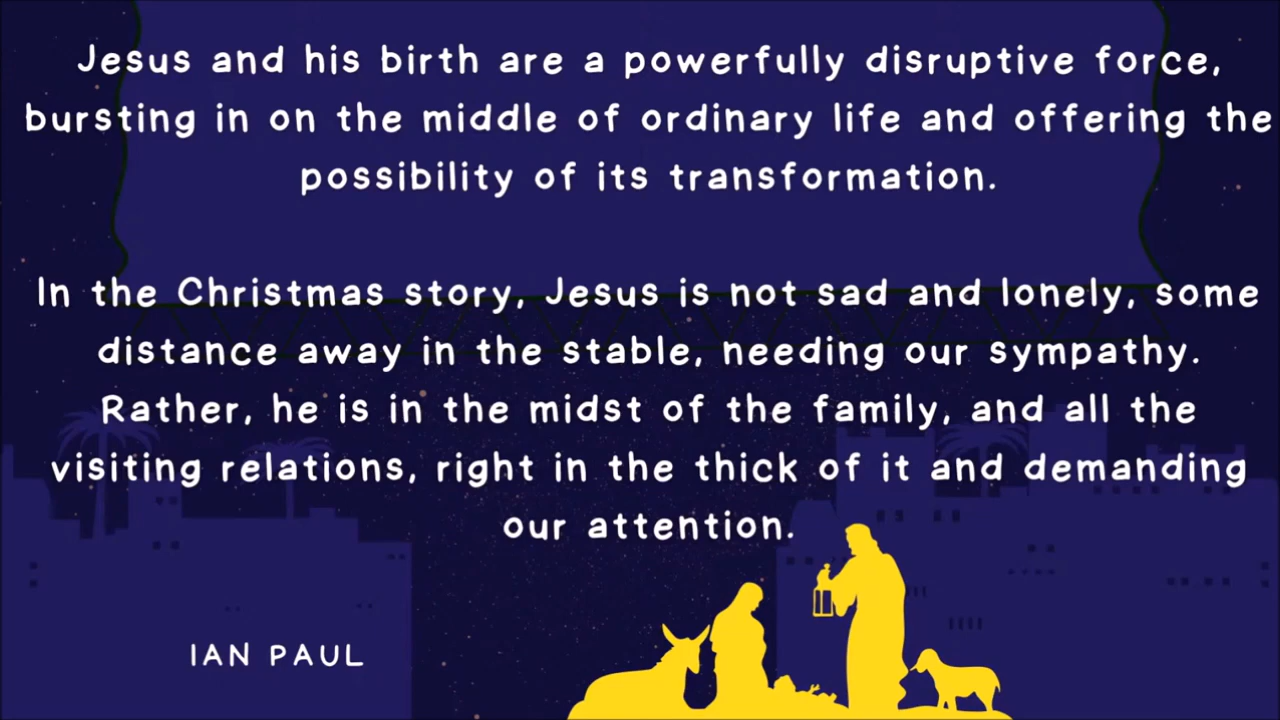 Jesus and his birth are a powerfully disruptive force,
bursting in on the middle of ordinary life and offering the
possibility of its transformation.
In the Christmas story, Jesus is not sad and lonely, some
distance away in the stable, needing our sympathy.
Rather, he is in the midst of the family, and all the
visiting relations, right in the thick of it and demanding
our attention.
IAN PAUL